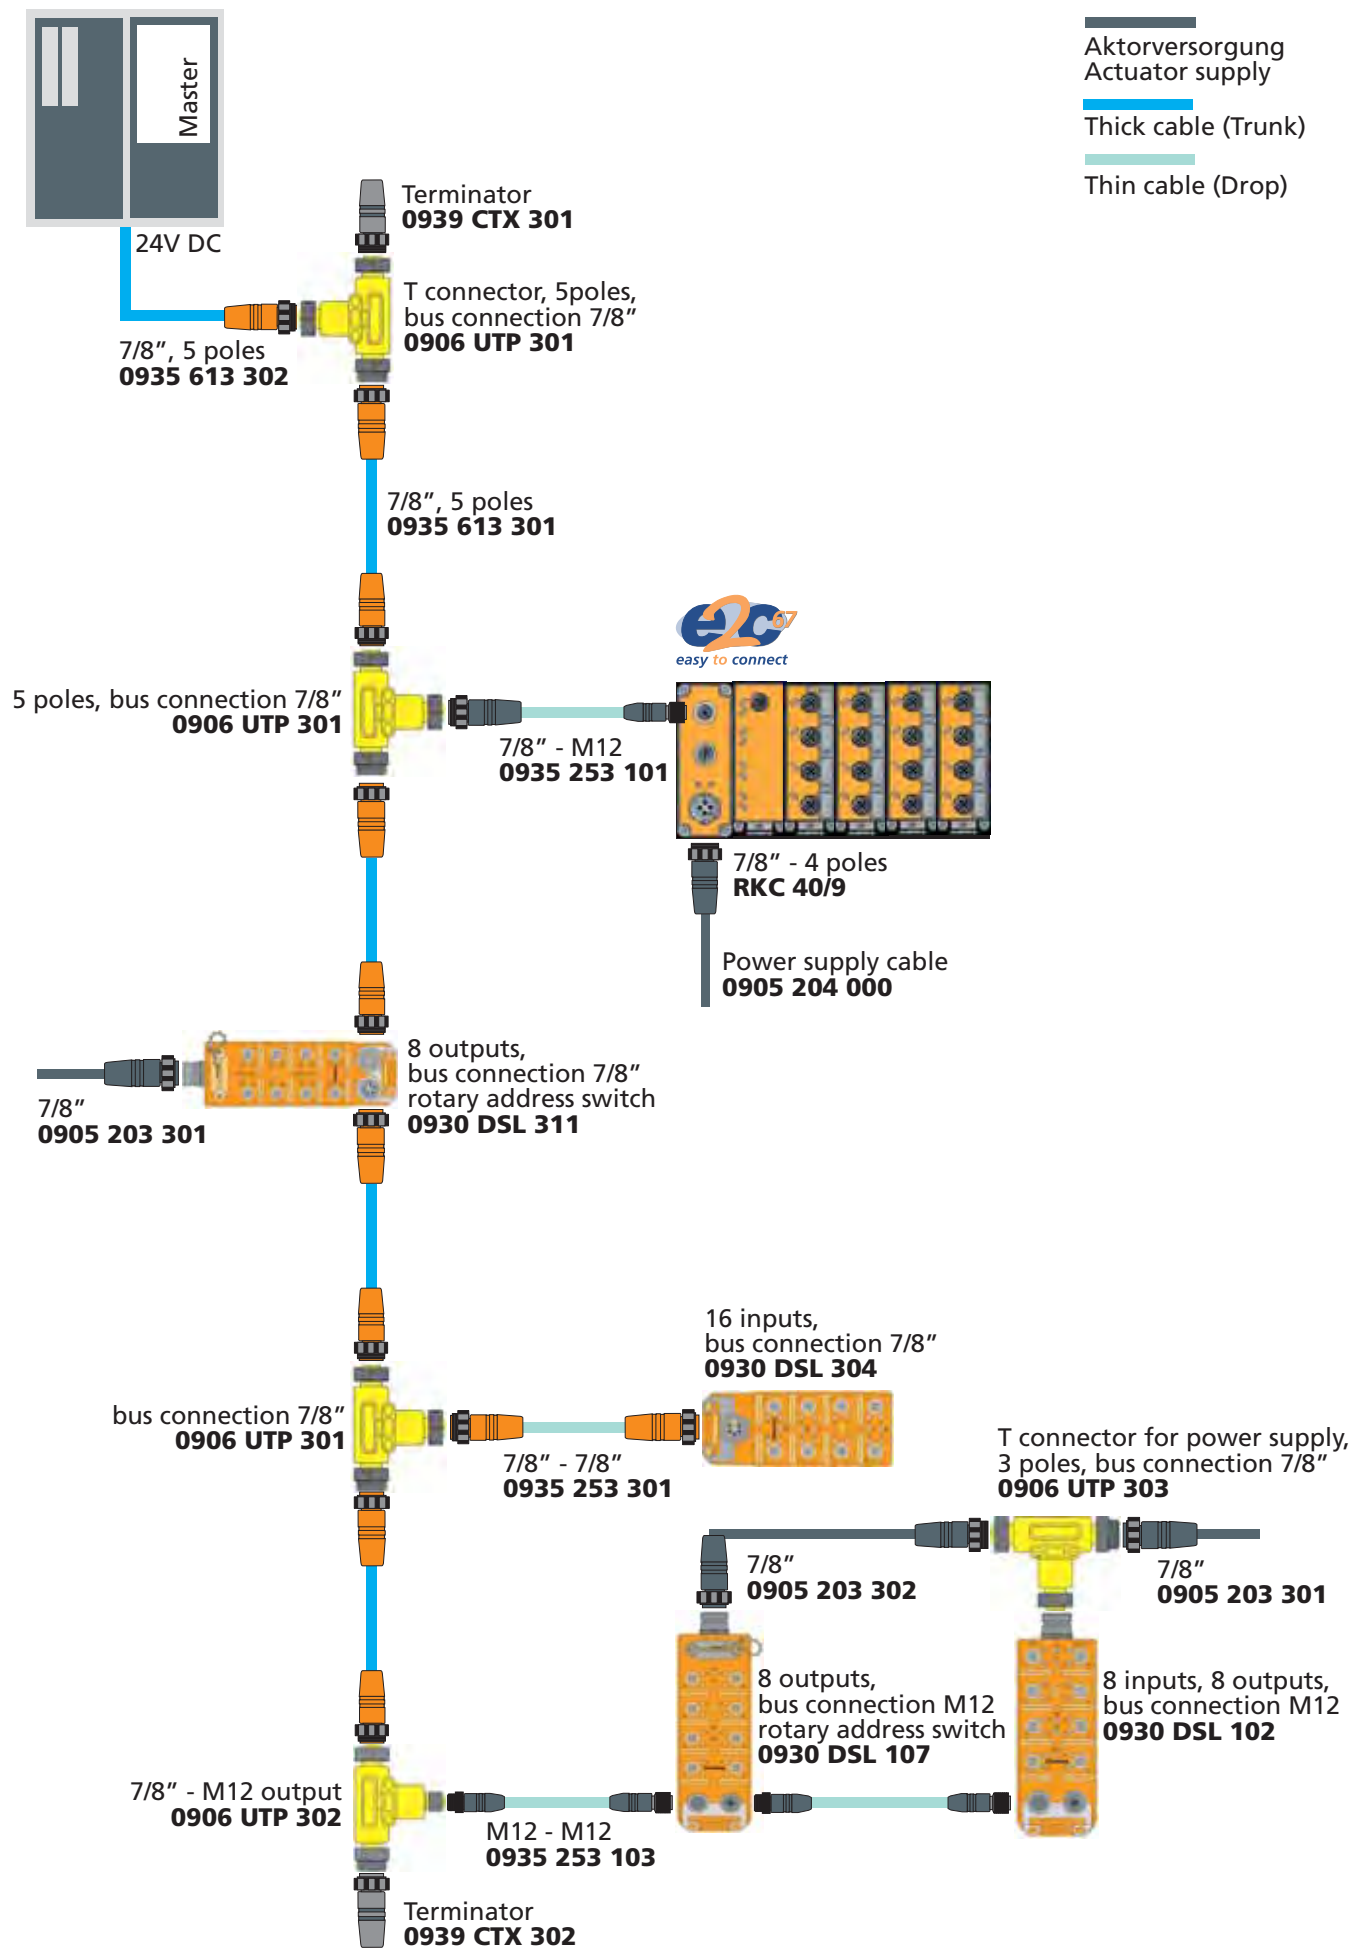 Master
24V DC
Aktorversorgung
Actuator supply
Thick cable (Trunk)
Thin cable (Drop)
Terminator
0939 CTX 301
T connector, 5poles,
bus connection 7/8”
0906 UTP 301
7/8”, 5 poles
0935 613 302
7/8”, 5 poles
0935 613 301
e2c67
easy to connect
5 poles, bus connection 7/8”
0906 UTP 301
7/8” - M12
0935 253 101
7/8” - 4 poles
RKC 40/9
Power supply cable
0905 204 000
8 outputs,
bus connection 7/8”
rotary address switch
0930 DSL 311
7/8”
0905 203 301
16 inputs,
bus connection 7/8”
0930 DSL 304
bus connection 7/8”
0906 UTP 301
7/8” - 7/8”
0935 253 301
T connector for power supply,
3 poles, bus connection 7/8”
0906 UTP 303
7/8”
0905 203 302
7/8”
0905 203 301
8 outputs,
bus connection M12
rotary address switch
0930 DSL 107
8 inputs, 8 outputs,
bus connection M12
0930 DSL 102
7/8” - M12 output
0906 UTP 302
M12 - M12
0935 253 103
Terminator
0939 CTX 302